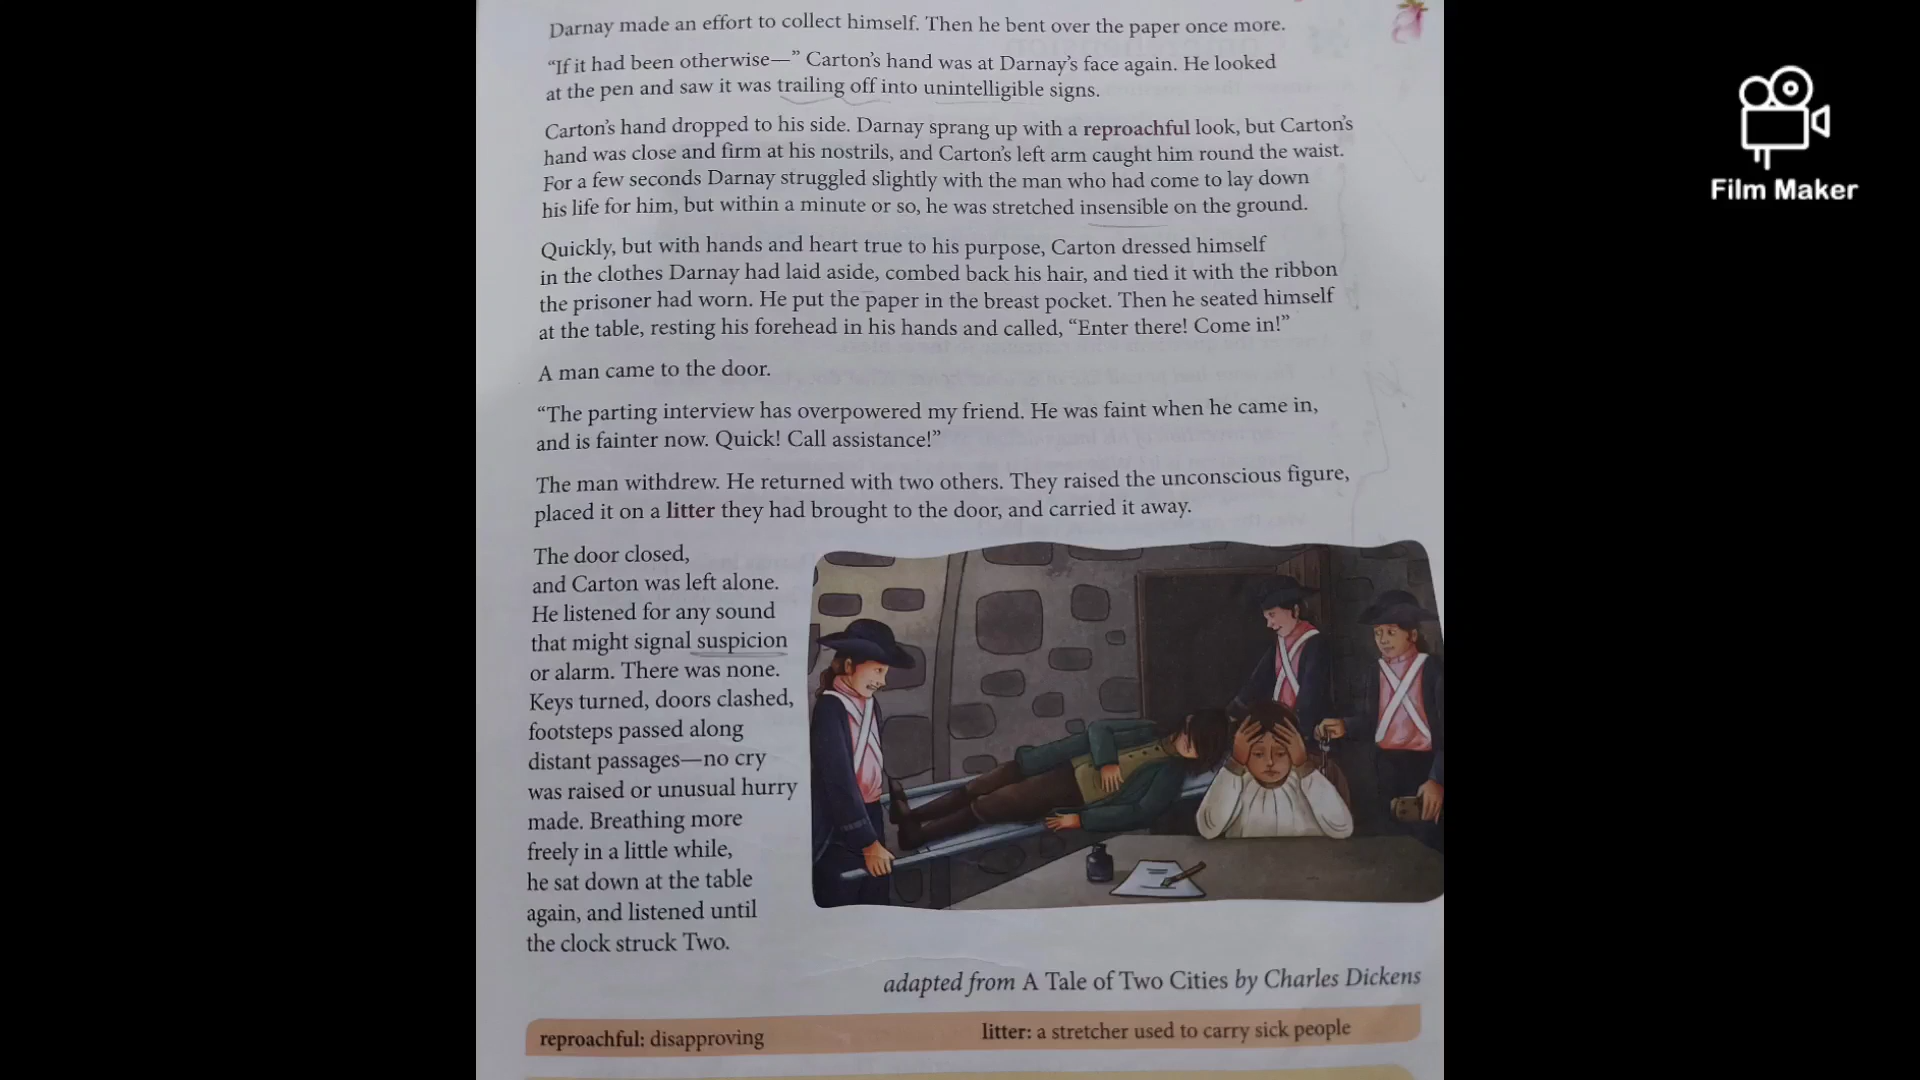 Darnay made an effort to collect himself. Then he bent over the paper once more.
“If it had been otherwise—” Carton’s hand was at Darnay’s face again. He looked
at the pen and saw it was trailing off into unintelligible signs.
Carton’s hand dropped to his side. Darnay sprang up with a reproachful look, but Carton’s
hand was close and firm at his nostrils, and Carton’s left arm caught him round the waist.
For a few seconds Darnay struggled slightly with the man who had come to lay down
his life for him, but within a minute or so, he was stretched insensible on the ground.
Quickly, but with hands and heart true to his purpose, Carton dressed himself
in the clothes Darnay had laid aside, combed back his hair, and tied it with the ribbon
the prisoner had worn. He put the paper in the breast pocket. Then he seated himself
at the table, resting his forehead in his hands and called, “Enter there! Come in!”
A man came to the door.
“The parting interview has overpowered my friend. He was faint when he came in,
and is fainter now. Quick! Call assistance!”
The man withdrew. He returned with two others. They raised the unconscious figure,
placed it on a litter they had brought to the door, and carried it away.
The door closed,
and Carton was left alone.
He listened for any sound
that might signal suspicion
or alarm. There was none.
Keys turned, doors clashed,
footsteps passed along
distant passages—no cry
was raised or unusual hurry
made. Breathing more
freely in a little while,
he sat down at the table
again, and listened until
the clock struck Two.
adapted from A Tale of Two Cities by Charles Dickens
reproachful: disapproving
litter: a stretcher used to carry sick people
Film Maker